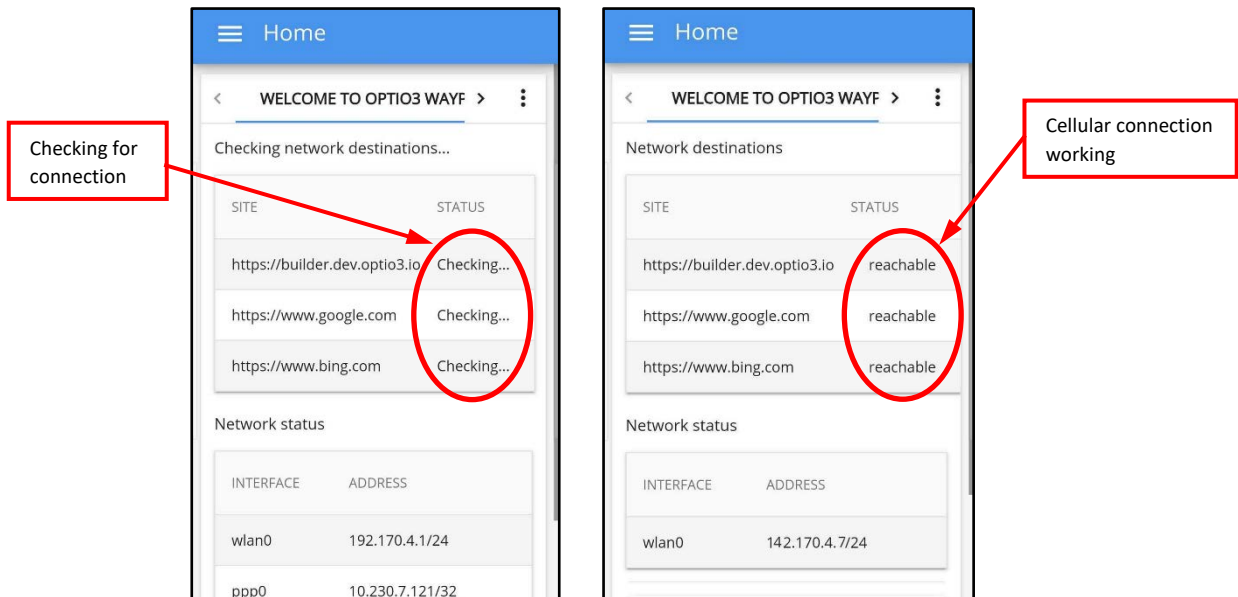 Home
< WELCOME TO OPTIO3 WAYF >
Checking for
connection
Checking network destinations...
SITE STATUS
https://builder.dev.optio3.io Checking...
https://www.google.com Checking...
https://www.bing.com Checking...
Network status
INTERFACE ADDRESS
wlan0 192.170.4.1/24
ppp0 10.230.7.121/32
Home
< WELCOME TO OPTIO3 WAYF >
Cellular connection
working
Network destinations
SITE STATUS
https://builder.dev.optio3.io reachable
https://www.google.com reachable
https://www.bing.com reachable
Network status
INTERFACE ADDRESS
wlan0 142.170.4.7/24